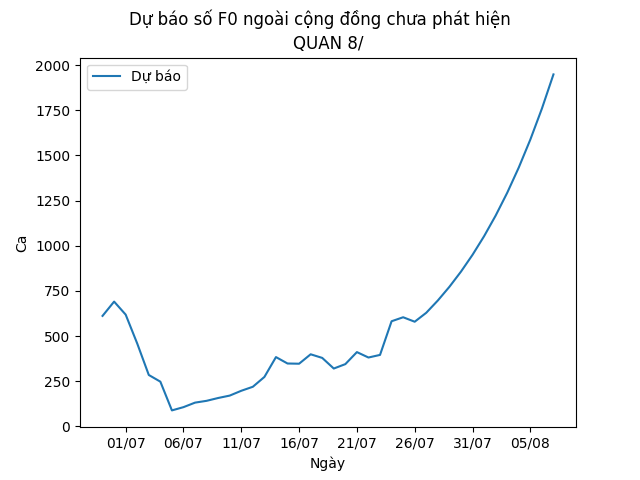 Dự báo số F0 ngoài cộng đồng chưa phát hiện
QUAN 8/
Dự báo
2000
1750
1500
1250
1000
750
500
250
0
Ca
01/07 06/07 11/07 16/07 21/07 26/07 31/07 05/08
Ngày